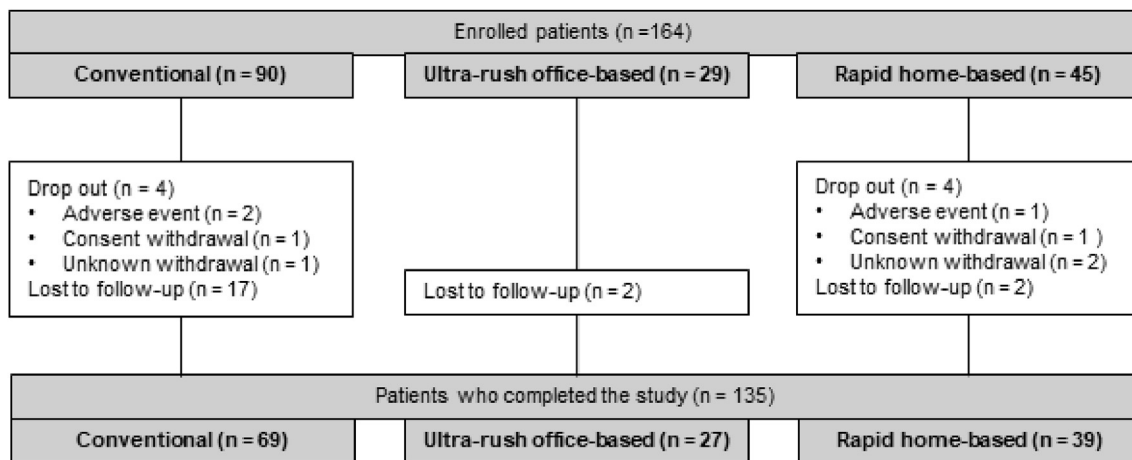 Enrolled patients (n =164)
Conventional (n = 90)
Ultra-rush office-based (n = 29)
Rapid home-based (n = 45)
Drop out (n = 4)
• Adverse event (n = 2)
• Consent withdrawal (n = 1)
• Unknown withdrawal (n = 1)
Lost to follow-up (n = 17)
Lost to follow-up (n = 2)
Drop out (n = 4)
• Adverse event (n = 1)
• Consent withdrawal (n = 1 )
• Unknown withdrawal (n = 2)
Lost to follow-up (n = 2)
Patients who completed the study (n = 135)
Conventional (n = 69)
Ultra-rush office-based (n = 27)
Rapid home-based (n = 39)